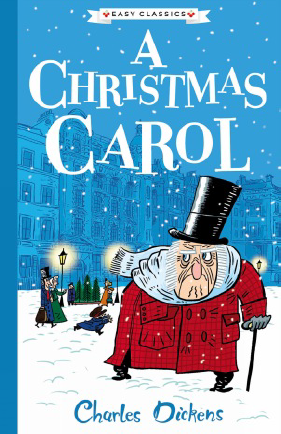 EASY CLASSICS
A
CHRISTMAS
CAROL
Charles Dickens